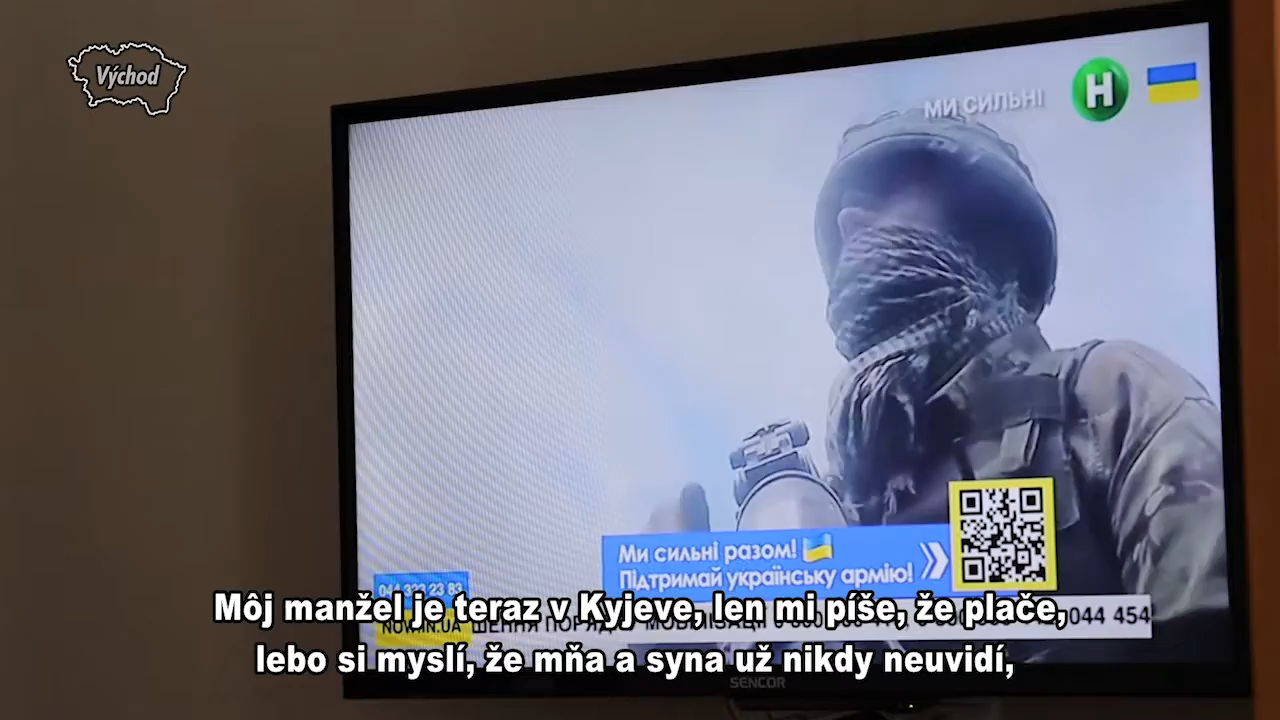 Východ
МИ СИЛЬНІ
Н
Ми сильні разом!
Підтримай українську армію!
044
Môj manžel je teraz v Kyjeve, len mi píše, že plače,
044 454
lebo si myslí, že mňa a syna už nikdy neuvidí,
SENCOR